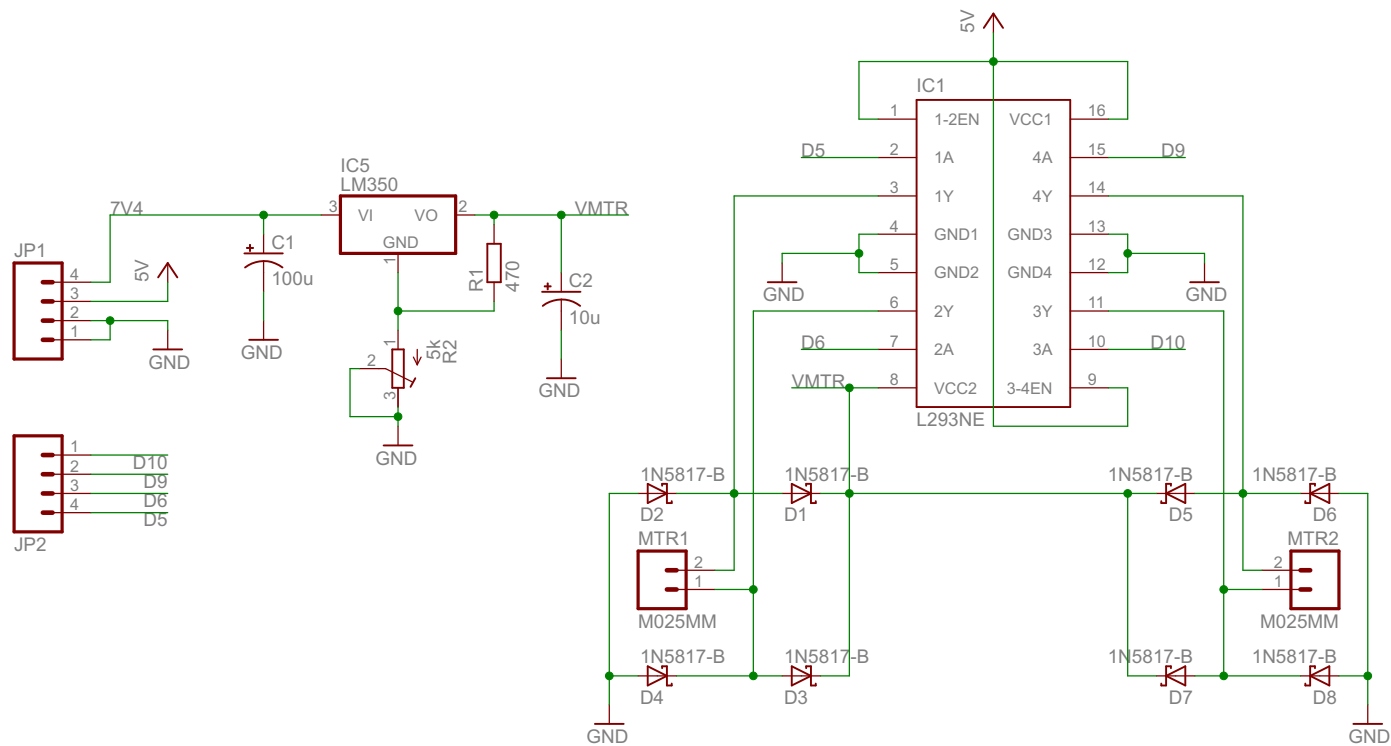 5V
IC1
1 1-2EN VCC1 16
D5 2 1A 4A 15 D9
3 1Y 4Y 14
4 GND1 GND3 13
5 GND2 GND4 12
GND GND
6 2Y 3Y 11
D6 7 2A 3A 10 D10
VMTR 8 VCC2 3-4EN 9
L293NE
IC5
LM350
7V4 3 VI VO 2 VMTR
GND
1
+ C1
100u
GND
R1
470
+ C2
10u
GND
1
2
3
5k
R2
GND
JP1
4
3
2
1
5V
GND
1
2 D10
3 D9
4 D6
D5
JP2
1N5817-B 1N5817-B 1N5817-B 1N5817-B
D2 D1 D5 D6
MTR1 MTR2
2 2
1 1
M025MM M025MM
1N5817-B 1N5817-B 1N5817-B 1N5817-B
D4 D3 D7 D8
GND GND